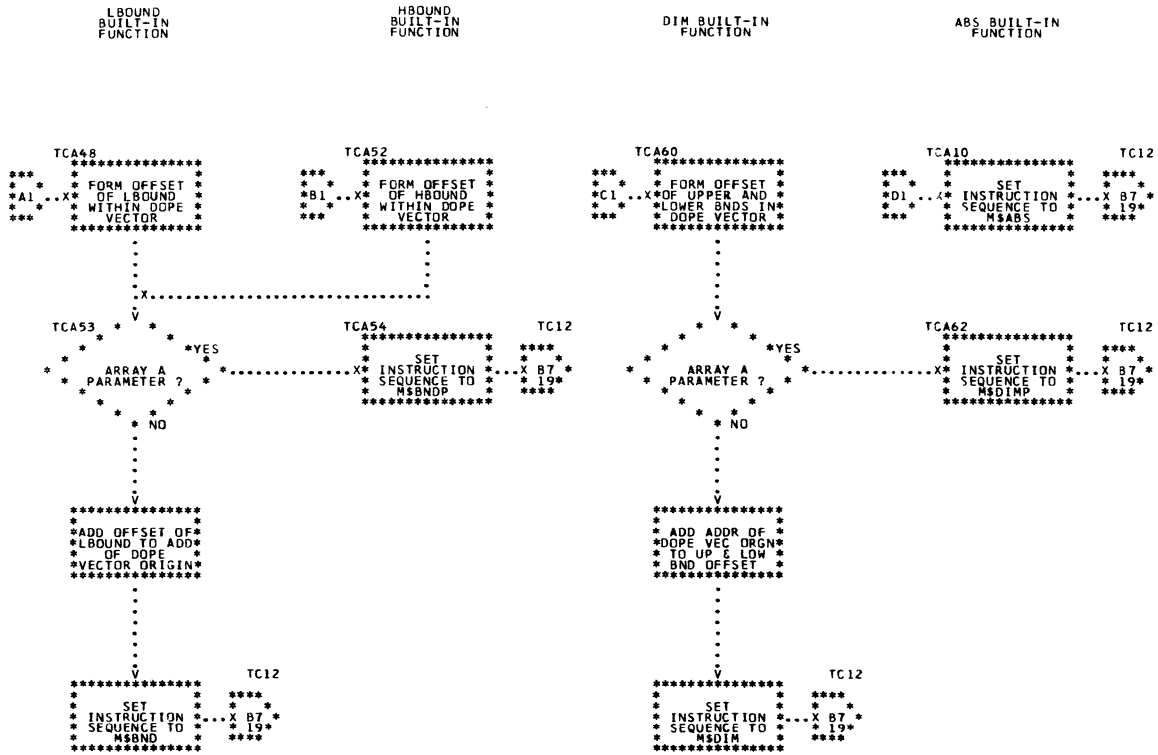 LBOUND
BUILT-IN
FUNCTION
HBOUND
BUILT-IN
FUNCTION
DIM BUILT-IN
FUNCTION
ABS BUILT-IN
FUNCTION
TCA48
A1
FORM OFFSET
OF LBOUND
WITHIN DOPE
VECTOR
TCA52
B1
FORM OFFSET
OF HBOUND
WITHIN DOPE
VECTOR
TCA60
C1
FORM OFFSET
OF UPPER AND
LOWER BNDS IN
DOPE VECTOR
TCA10
D1
SET
INSTRUCTION
SEQUENCE TO
M$ABS
TC12
B7
19
TCA53
ARRAY A
PARAMETER ?
YES
NO
TCA54
SET
INSTRUCTION
SEQUENCE TO
M$BNDP
TC12
B7
19
ARRAY A
PARAMETER ?
YES
NO
TCA62
SET
INSTRUCTION
SEQUENCE TO
M$DIMP
TC12
B7
19
ADD OFFSET OF
LBOUND TO ADD
OF DOPE
VECTOR ORIGIN
ADD ADDR OF
DOPE VEC ORGN
TO UP & LOW
BND OFFSET
SET
INSTRUCTION
SEQUENCE TO
M$BND
TC12
B7
19
SET
INSTRUCTION
SEQUENCE TO
M$DIM
TC12
B7
19